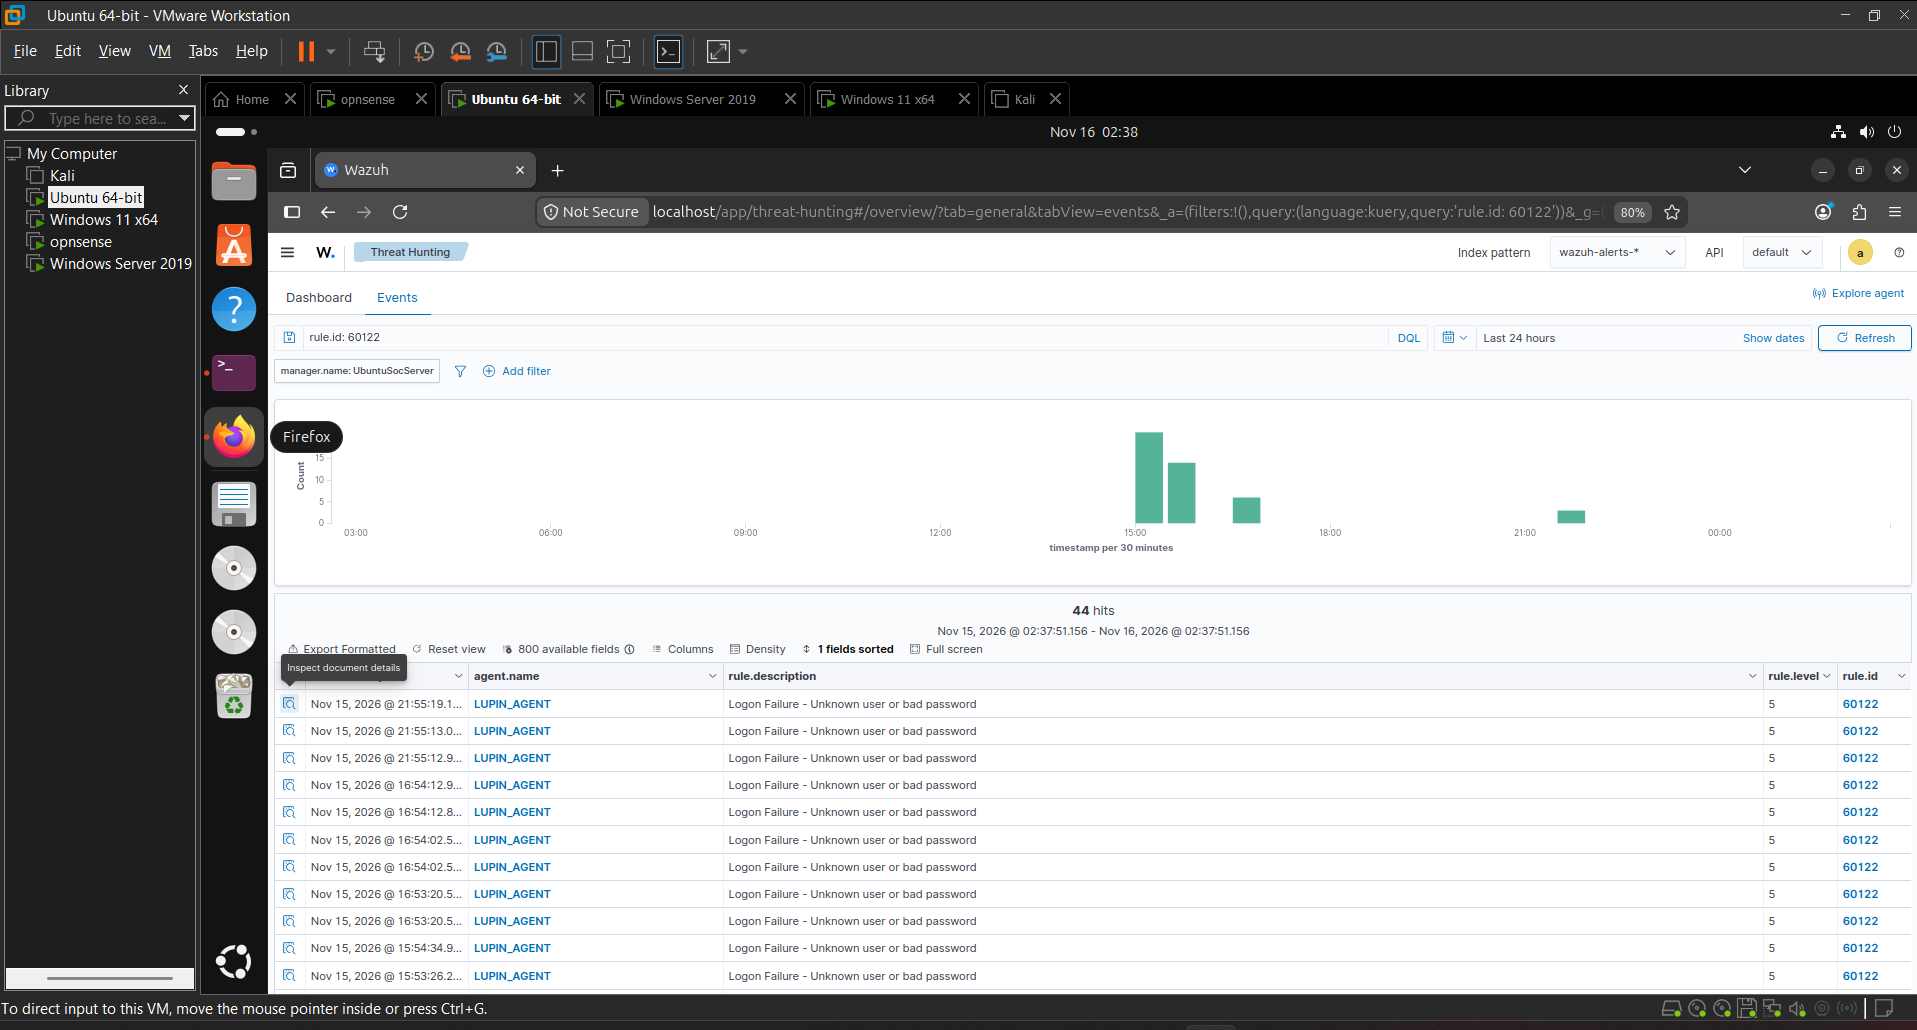 Ubuntu 64-bit - VMware Workstation
File Edit View VM Tabs Help
Library
Type here to sea...
My Computer
Kali
Ubuntu 64-bit
Windows 11 x64
opnsense
Windows Server 2019
Home opnsense Ubuntu 64-bit Windows Server 2019 Windows 11 x64 Kali
Nov 16 02:38
Wazuh
Not Secure localhost/app/threat-hunting#/overview/?tab=general&tabView=events&_a=(filters:!(),query:(language:kuery,query:'rule.id: 60122'))&_g=( 80%
W. Threat Hunting Index pattern wazuh-alerts-* API default a
Dashboard Events Explore agent
rule.id: 60122 DQL Last 24 hours Show dates Refresh
manager.name: UbuntuSocServer Add filter
Firefox
Count
15
10
5
0
03:00 06:00 09:00 12:00 15:00 18:00 21:00 00:00
timestamp per 30 minutes
44 hits
Nov 15, 2026 @ 02:37:51.156 - Nov 16, 2026 @ 02:37:51.156
Export Formatted Reset view 800 available fields Columns Density 1 fields sorted Full screen
Inspect document details
agent.name rule.description rule.level rule.id
Nov 15, 2026 @ 21:55:19.1... LUPIN_AGENT Logon Failure - Unknown user or bad password 5 60122
Nov 15, 2026 @ 21:55:13.0... LUPIN_AGENT Logon Failure - Unknown user or bad password 5 60122
Nov 15, 2026 @ 21:55:12.9... LUPIN_AGENT Logon Failure - Unknown user or bad password 5 60122
Nov 15, 2026 @ 16:54:12.9... LUPIN_AGENT Logon Failure - Unknown user or bad password 5 60122
Nov 15, 2026 @ 16:54:12.8... LUPIN_AGENT Logon Failure - Unknown user or bad password 5 60122
Nov 15, 2026 @ 16:54:02.5... LUPIN_AGENT Logon Failure - Unknown user or bad password 5 60122
Nov 15, 2026 @ 16:54:02.5... LUPIN_AGENT Logon Failure - Unknown user or bad password 5 60122
Nov 15, 2026 @ 16:53:20.5... LUPIN_AGENT Logon Failure - Unknown user or bad password 5 60122
Nov 15, 2026 @ 16:53:20.5... LUPIN_AGENT Logon Failure - Unknown user or bad password 5 60122
Nov 15, 2026 @ 15:54:34.9... LUPIN_AGENT Logon Failure - Unknown user or bad password 5 60122
Nov 15, 2026 @ 15:53:26.2... LUPIN_AGENT Logon Failure - Unknown user or bad password 5 60122
To direct input to this VM, move the mouse pointer inside or press Ctrl+G.